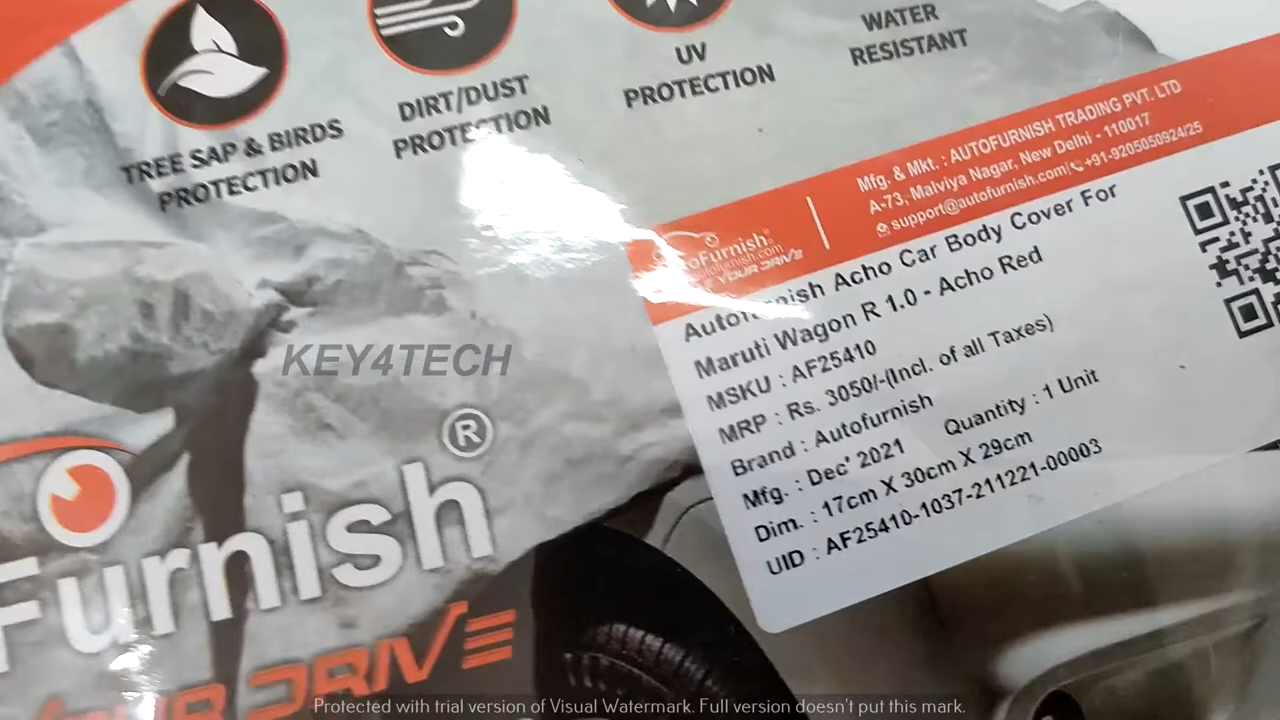 TREE SAP & BIRDS
PROTECTION
DIRT/DUST
PROTECTION
UV
PROTECTION
WATER
RESISTANT
Mfg. & Mkt. : AUTOFURNISH TRADING PVT. LTD
A-73, Malviya Nagar, New Delhi - 110017
support@autofurnish.com| +91-9205050924/25
Furnish
YOUR DRIVE
Autofurnish Acho Car Body Cover For
Maruti Wagon R 1.0 - Acho Red
MSKU : AF25410
MRP : Rs. 3050/-(Incl. of all Taxes)
Brand : Autofurnish
Mfg. : Dec' 2021 Quantity : 1 Unit
Dim. : 17cm X 30cm X 29cm
UID : AF25410-1037-211221-00003
KEY4TECH
Furnish®
YOUR DRIVE
Protected with trial version of Visual Watermark. Full version doesn't put this mark.